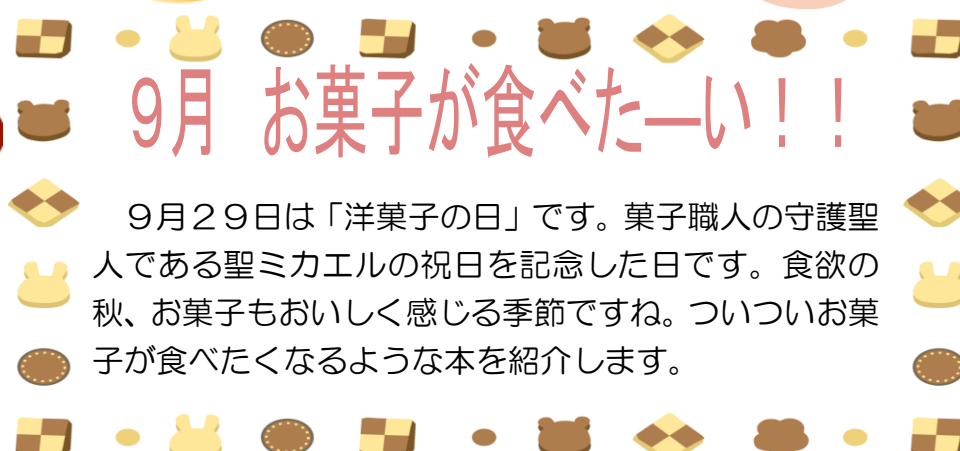 9月 お菓子が食べた―い!!
9月29日は「洋菓子の日」です。菓子職人の守護聖
人である聖ミカエルの祝日を記念した日です。食欲の
秋、お菓子もおいしく感じる季節ですね。ついついお菓
子が食べたくなるような本を紹介します。